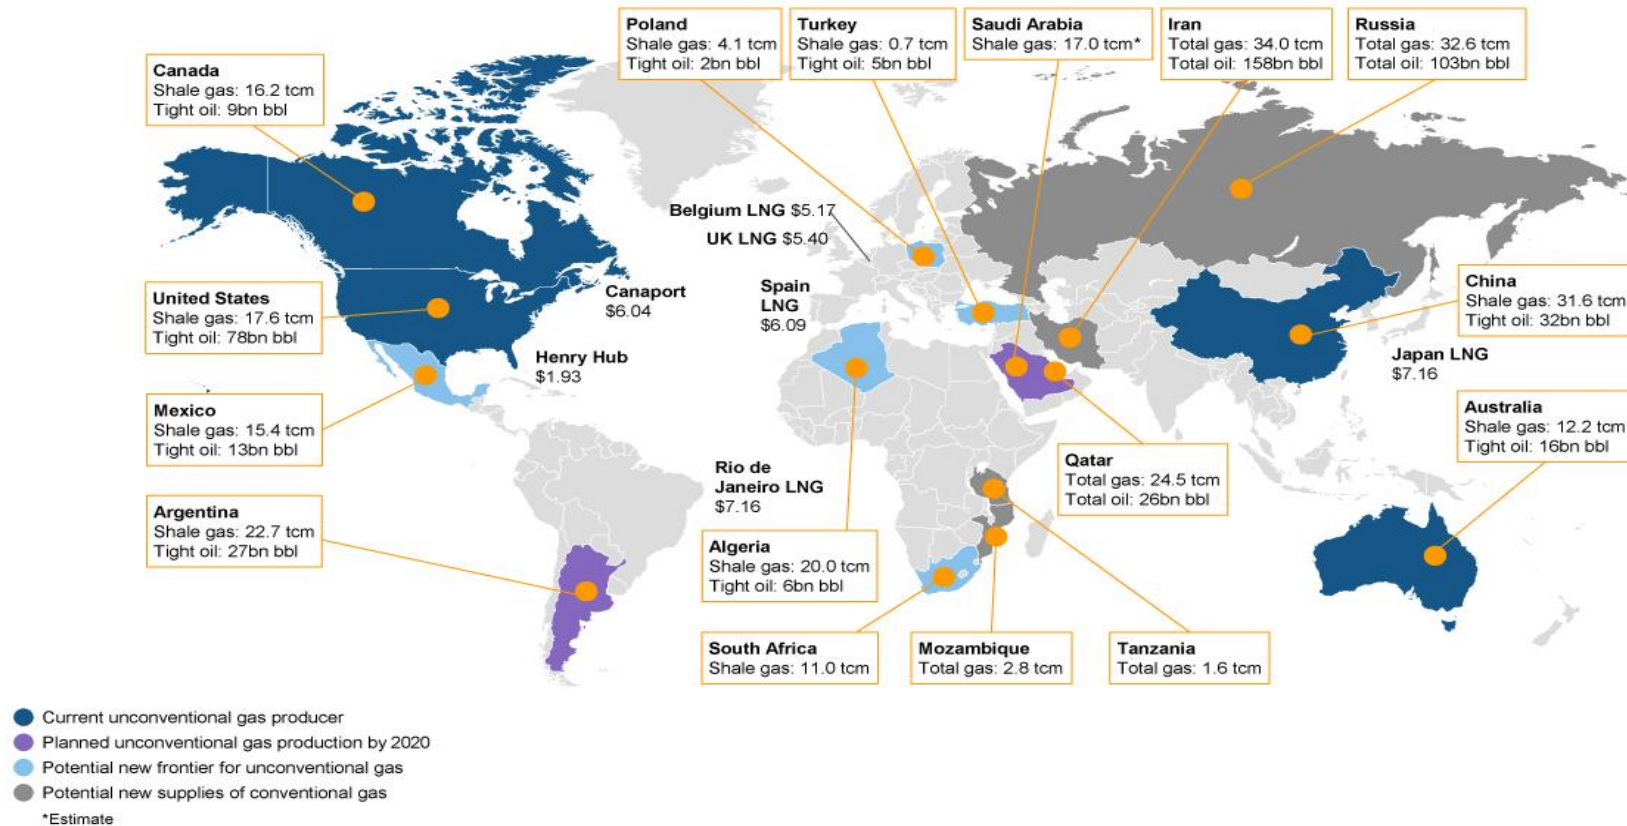 Poland
Shale gas: 4.1 tcm
Tight oil: 2bn bbl
Turkey
Shale gas: 0.7 tcm
Tight oil: 5bn bbl
Saudi Arabia
Shale gas: 17.0 tcm*
Iran
Total gas: 34.0 tcm
Total oil: 158bn bbl
Russia
Total gas: 32.6 tcm
Total oil: 103bn bbl
Canada
Shale gas: 16.2 tcm
Tight oil: 9bn bbl
Belgium LNG $5.17
UK LNG $5.40
Spain
LNG
$6.09
Canaport
$6.04
United States
Shale gas: 17.6 tcm
Tight oil: 78bn bbl
Henry Hub
$1.93
China
Shale gas: 31.6 tcm
Tight oil: 32bn bbl
Japan LNG
$7.16
Mexico
Shale gas: 15.4 tcm
Tight oil: 13bn bbl
Australia
Shale gas: 12.2 tcm
Tight oil: 16bn bbl
Rio de
Janeiro LNG
$7.16
Qatar
Total gas: 24.5 tcm
Total oil: 26bn bbl
Argentina
Shale gas: 22.7 tcm
Tight oil: 27bn bbl
Algeria
Shale gas: 20.0 tcm
Tight oil: 6bn bbl
South Africa
Shale gas: 11.0 tcm
Mozambique
Total gas: 2.8 tcm
Tanzania
Total gas: 1.6 tcm
Current unconventional gas producer
Planned unconventional gas production by 2020
Potential new frontier for unconventional gas
Potential new supplies of conventional gas
*Estimate